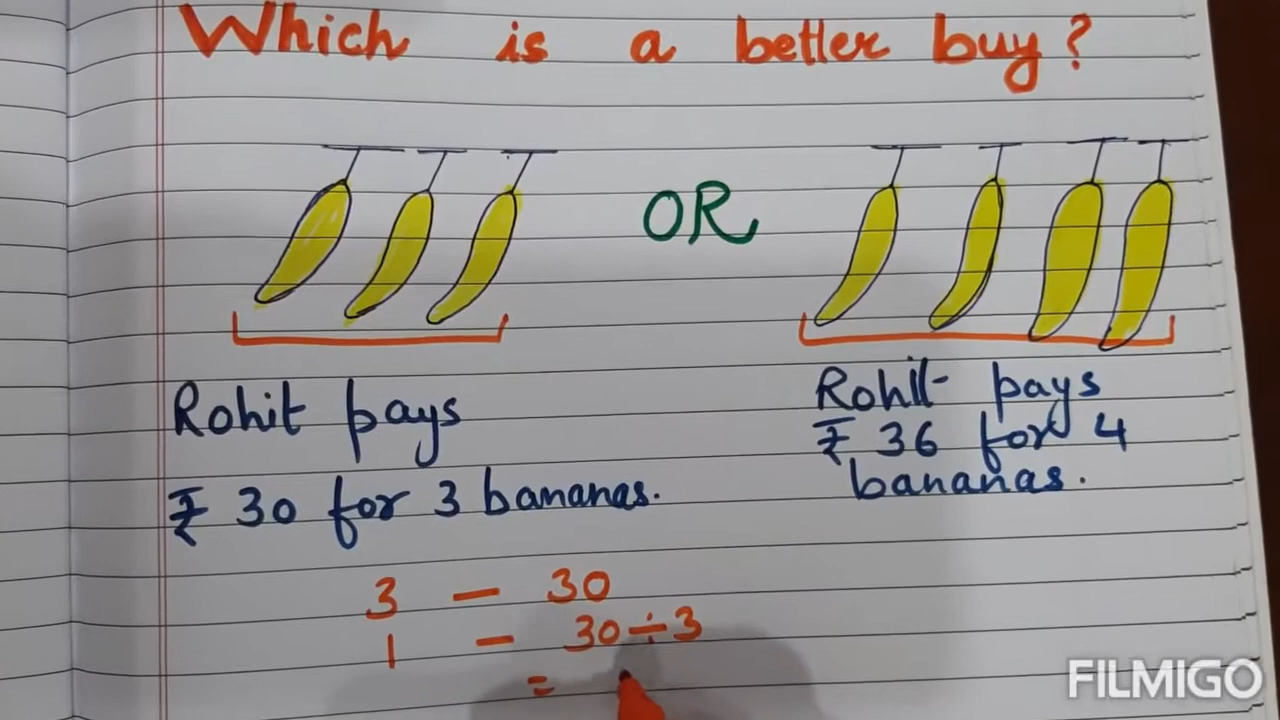 Which is a better buy?
OR
Rohit pays
₹ 30 for 3 bananas.
Rohit pays
₹ 36 for 4
bananas.
3 — 30
1 — 30÷3
=
FILMIGO